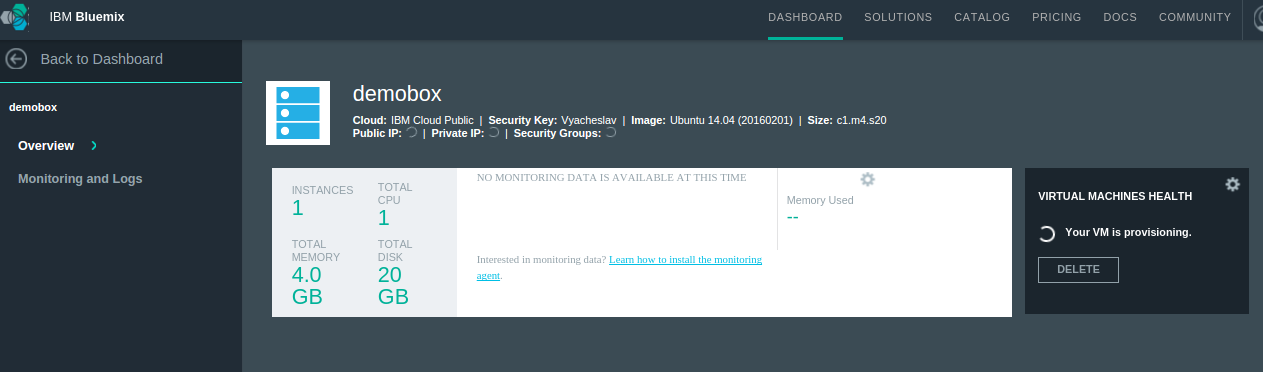 IBM Bluemix
DASHBOARD SOLUTIONS CATALOG PRICING DOCS COMMUNITY
Back to Dashboard
demobox
Overview
Monitoring and Logs
demobox
Cloud: IBM Cloud Public | Security Key: Vyacheslav | Image: Ubuntu 14.04 (20160201) | Size: c1.m4.s20
Public IP: | Private IP: | Security Groups:
INSTANCES
1
TOTAL
CPU
1
TOTAL
MEMORY
4.0
GB
TOTAL
DISK
20
GB
NO MONITORING DATA IS AVAILABLE AT THIS TIME
Interested in monitoring data? Learn how to install the monitoring
agent.
Memory Used
--
VIRTUAL MACHINES HEALTH
Your VM is provisioning.
DELETE